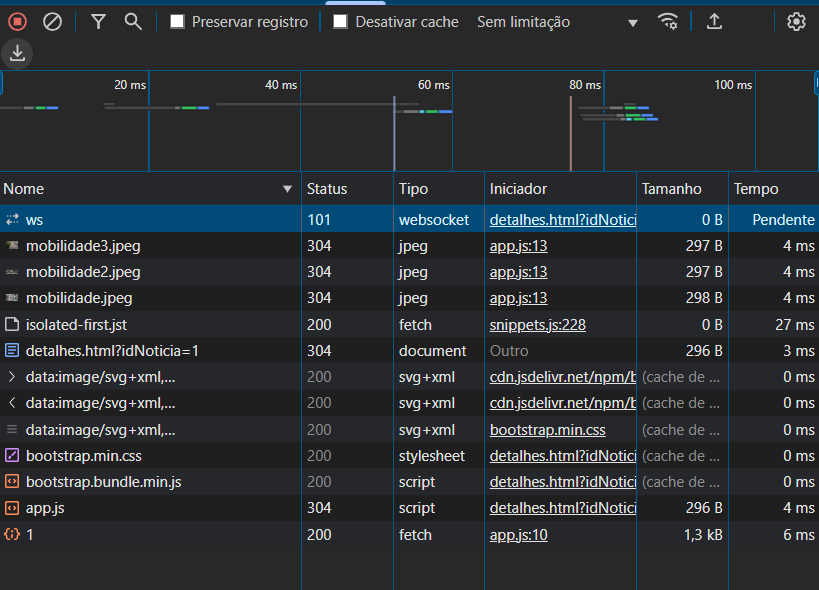 Preservar registro Desativar cache Sem limitação
20 ms 40 ms 60 ms 80 ms 100 ms
Nome Status Tipo Iniciador Tamanho Tempo
ws 101 websocket detalhes.html?idNotici 0 B Pendente
mobilidade3.jpeg 304 jpeg app.js:13 297 B 4 ms
mobilidade2.jpeg 304 jpeg app.js:13 297 B 4 ms
mobilidade.jpeg 304 jpeg app.js:13 298 B 4 ms
isolated-first.jst 200 fetch snippets.js:228 0 B 27 ms
detalhes.html?idNoticia=1 304 document Outro 296 B 3 ms
data:image/svg+xml,... 200 svg+xml cdn.jsdelivr.net/npm/b (cache de ... 0 ms
data:image/svg+xml,... 200 svg+xml cdn.jsdelivr.net/npm/b (cache de ... 0 ms
data:image/svg+xml,... 200 svg+xml bootstrap.min.css (cache de ... 0 ms
bootstrap.min.css 200 stylesheet detalhes.html?idNotici (cache de ... 0 ms
bootstrap.bundle.min.js 200 script detalhes.html?idNotici (cache de ... 0 ms
app.js 304 script detalhes.html?idNotici 296 B 4 ms
1 200 fetch app.js:10 1,3 kB 6 ms